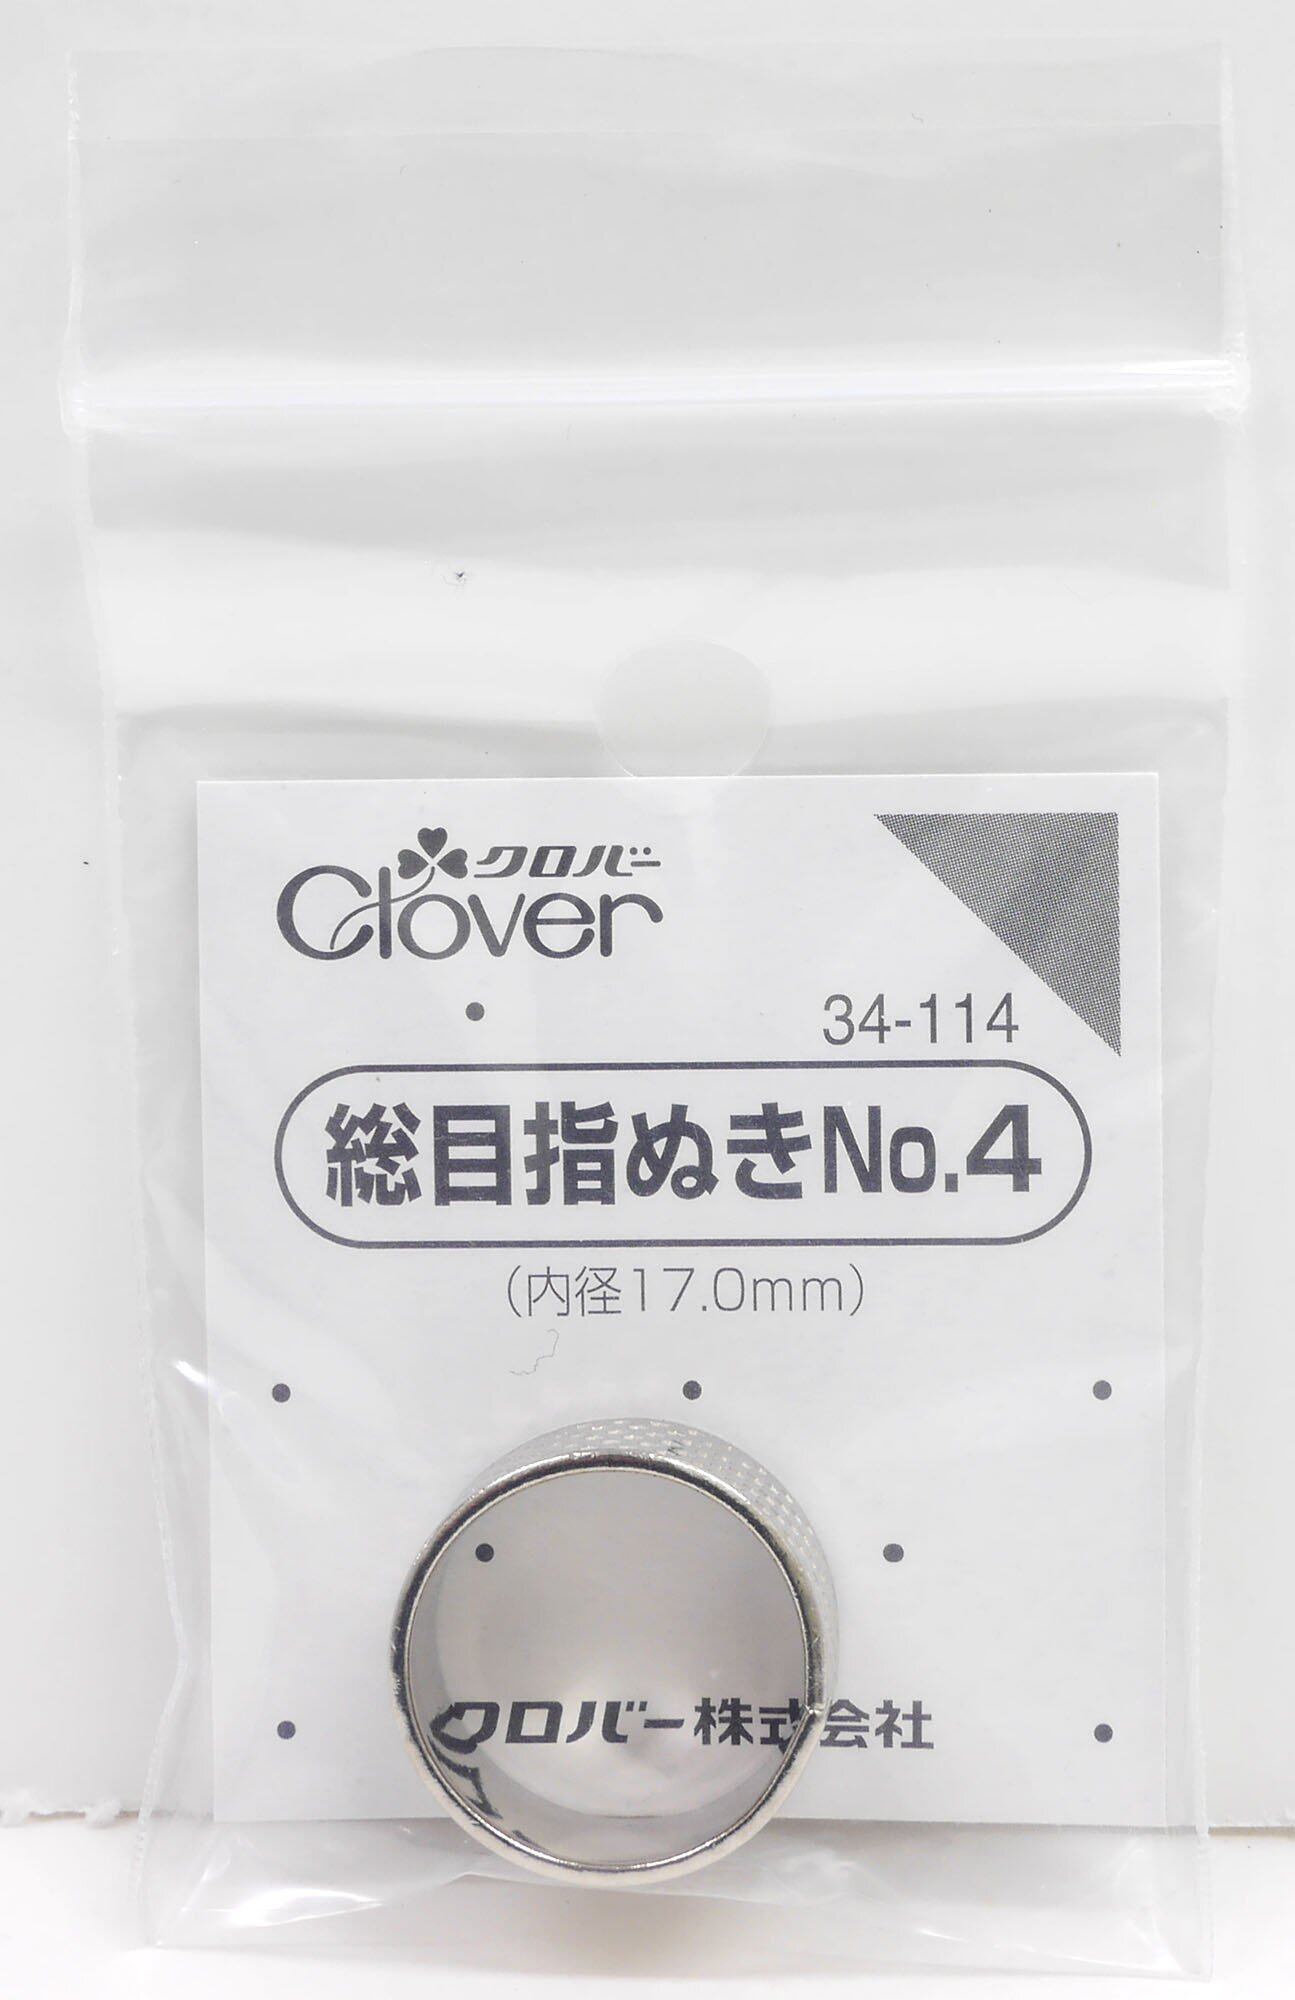 クロバー
Clover
34-114
総目指ぬきNo.4
(内径17.0mm)
クロバー株式会社